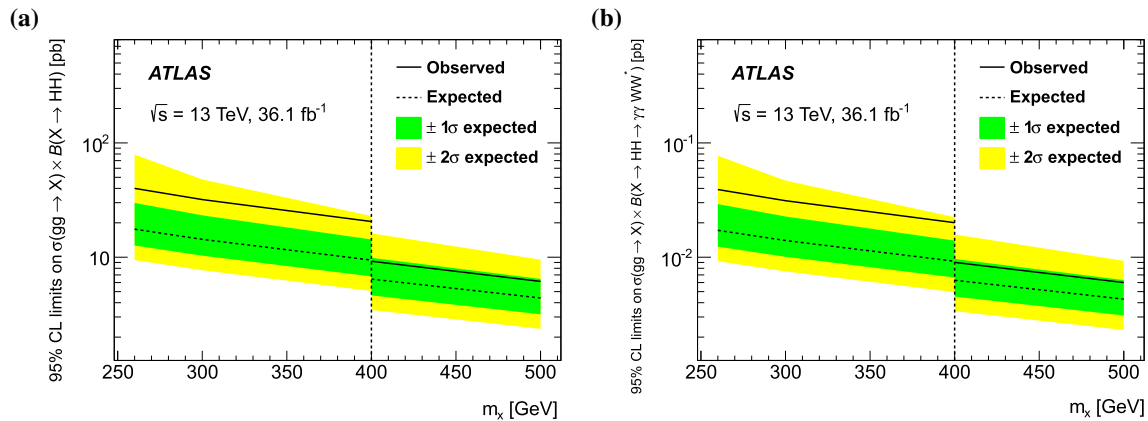 (a)
95% CL limits on σ(gg → X) × B(X → HH) [pb]
ATLAS
√s = 13 TeV, 36.1 fb⁻¹
Observed
Expected
± 1σ expected
± 2σ expected
10²
10
250 300 350 400 450 500
mₓ [GeV]
(b)
95% CL limits on σ(gg → X) × B(X → HH → γγ WW*) [pb]
ATLAS
√s = 13 TeV, 36.1 fb⁻¹
Observed
Expected
± 1σ expected
± 2σ expected
10⁻¹
10⁻²
250 300 350 400 450 500
mₓ [GeV]